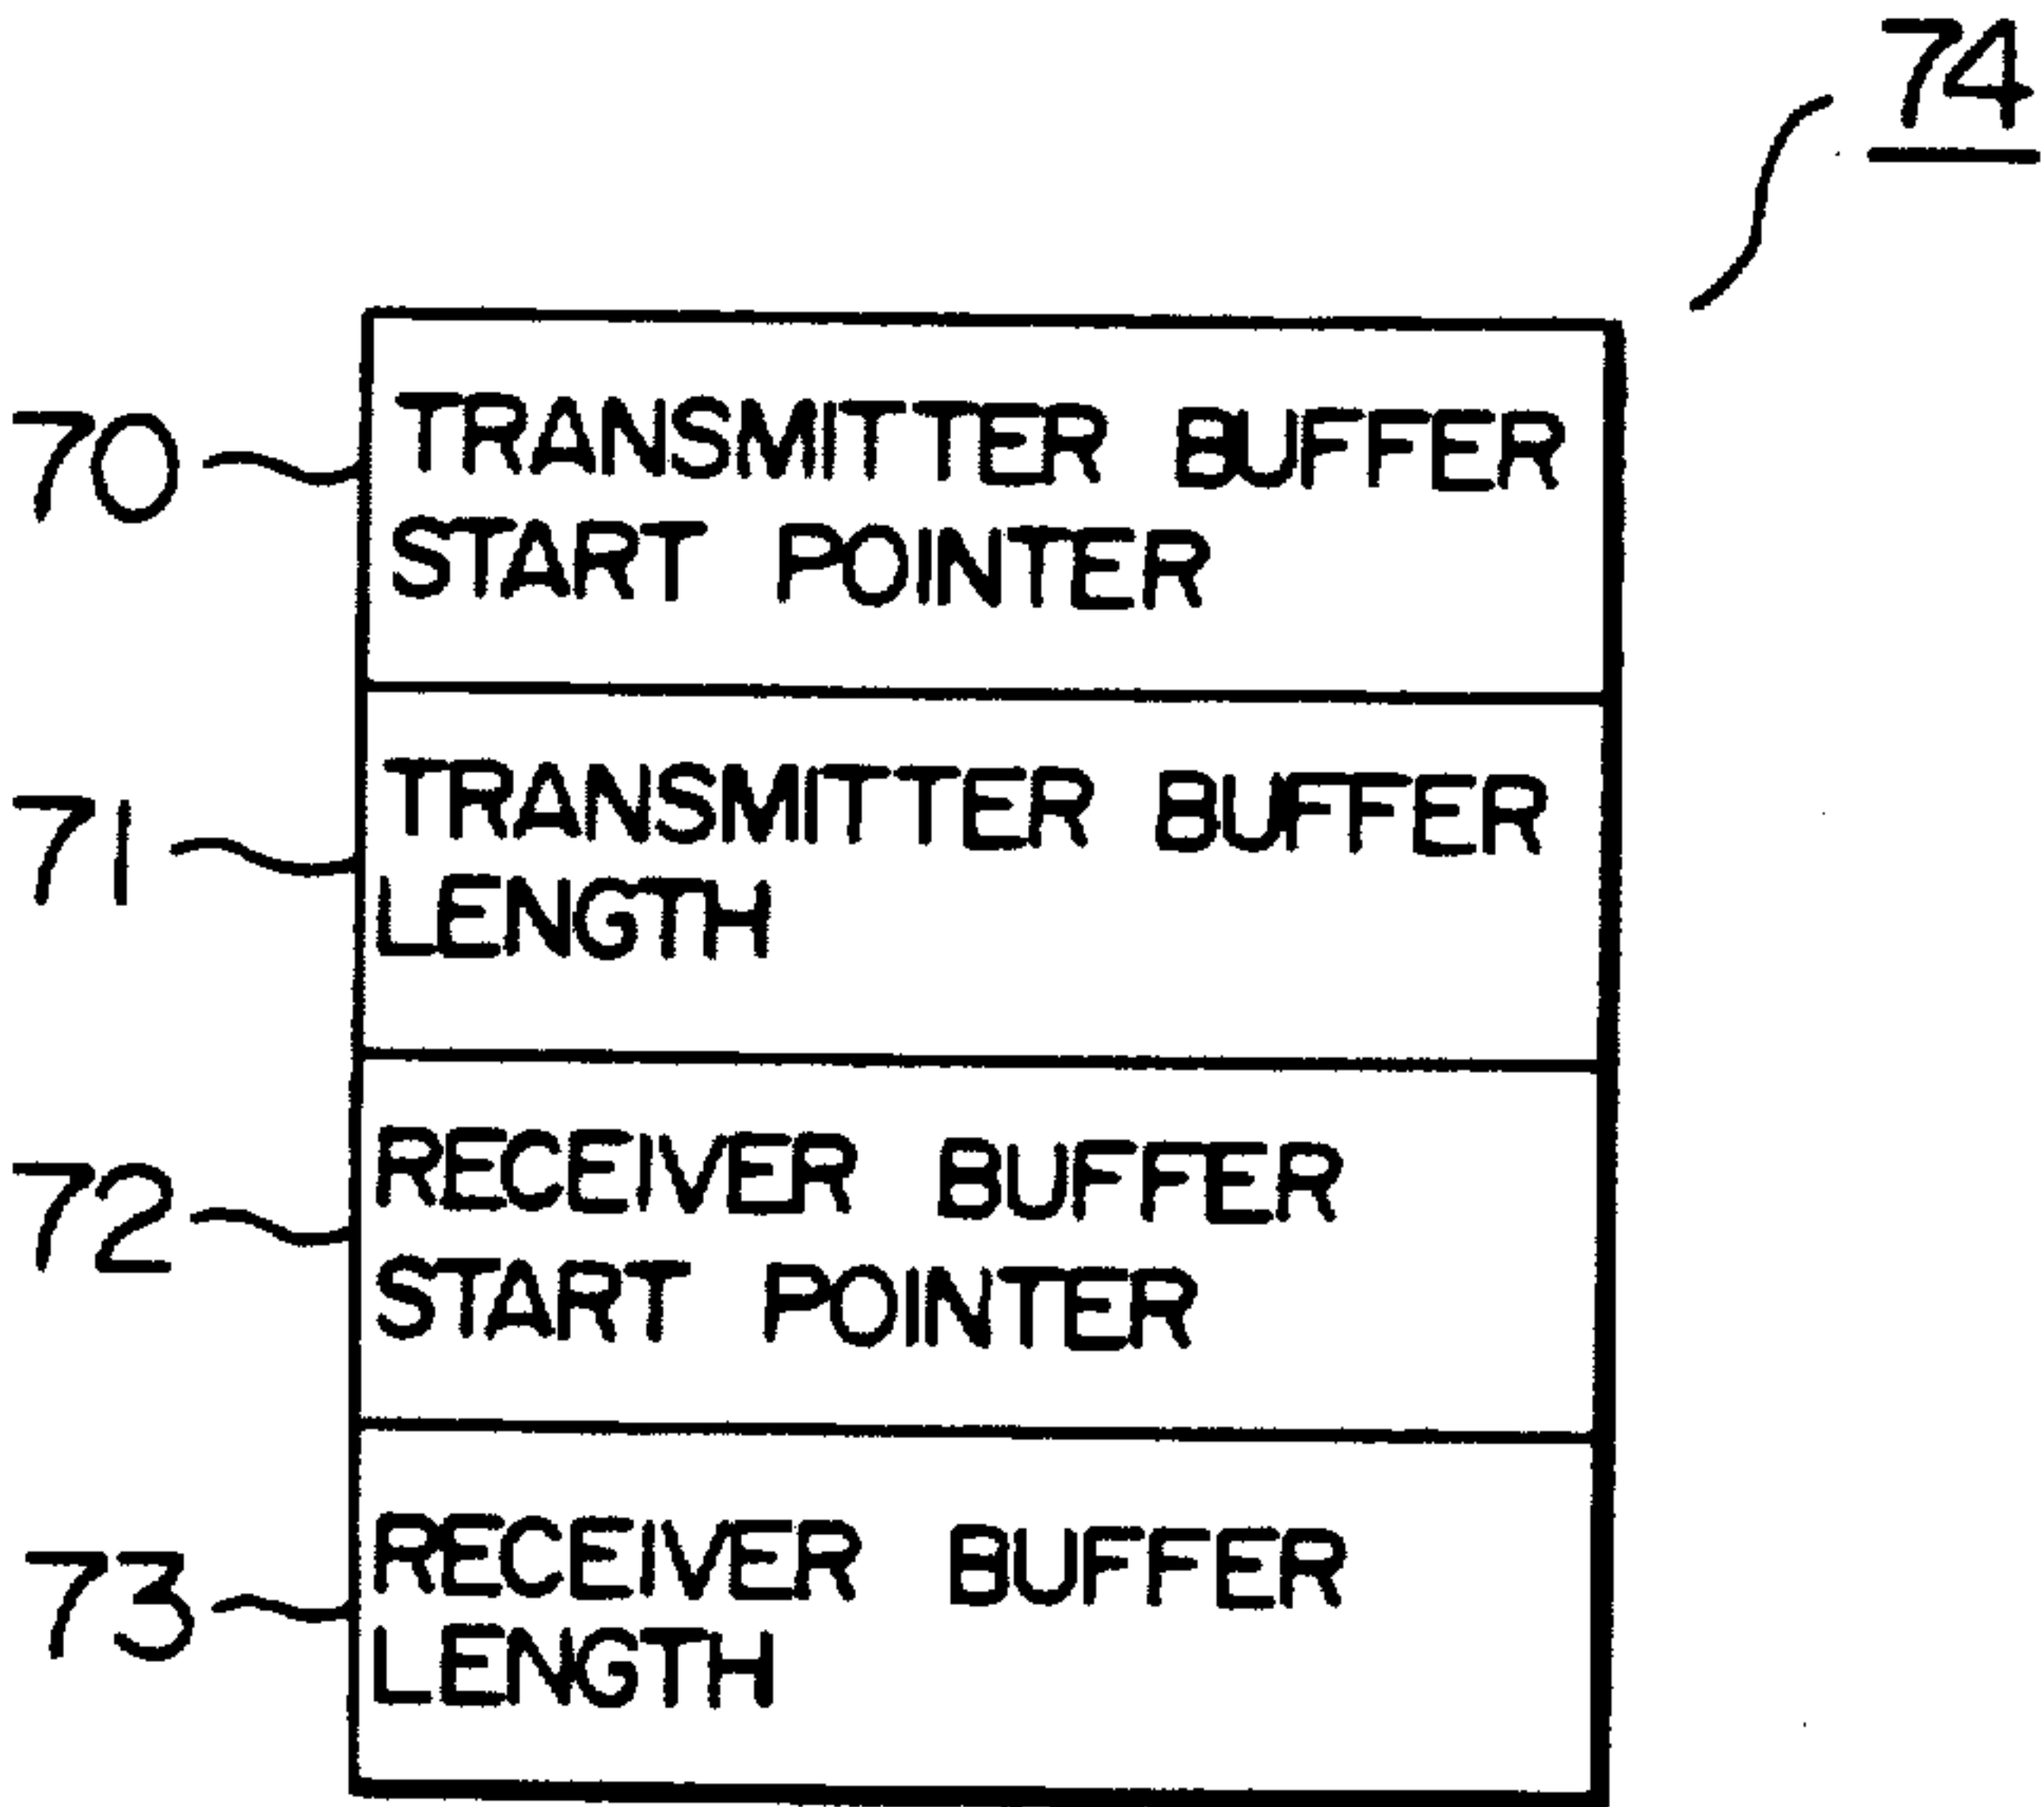 74
70
TRANSMITTER BUFFER
START POINTER
71
TRANSMITTER BUFFER
LENGTH
72
RECEIVER BUFFER
START POINTER
73
RECEIVER BUFFER
LENGTH